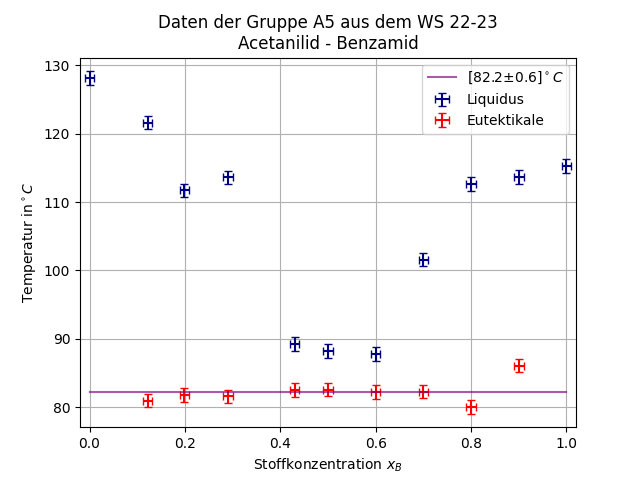 Daten der Gruppe A5 aus dem WS 22-23
Acetanilid - Benzamid
[82.2±0.6]°C
Liquidus
Eutektikale
130
120
110
100
90
80
Temperatur in°C
0.0 0.2 0.4 0.6 0.8 1.0
Stoffkonzentration x_B